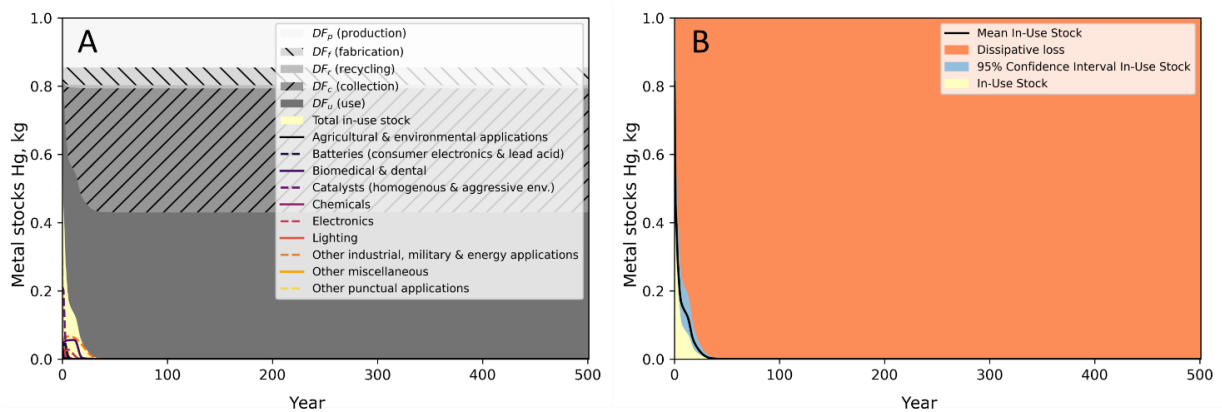 A
1.0
0.8
0.6
0.4
0.2
0.0
Metal stocks Hg, kg
DF_p (production)
DF_f (fabrication)
DF_r (recycling)
DF_c (collection)
DF_u (use)
Total in-use stock
Agricultural & environmental applications
Batteries (consumer electronics & lead acid)
Biomedical & dental
Catalysts (homogenous & aggressive env.)
Chemicals
Electronics
Lighting
Other industrial, military & energy applications
Other miscellaneous
Other punctual applications
0 100 200 300 400 500
Year
B
1.0
0.8
0.6
0.4
0.2
0.0
Metal stocks Hg, kg
Mean In-Use Stock
Dissipative loss
95% Confidence Interval In-Use Stock
In-Use Stock
0 100 200 300 400 500
Year